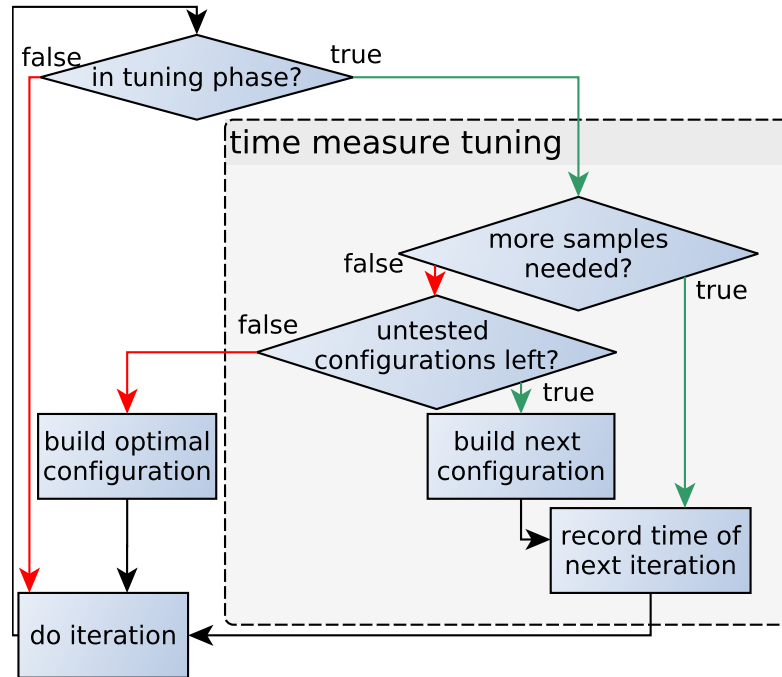 false
true
in tuning phase?
time measure tuning
more samples
needed?
false
true
false
untested
configurations left?
true
build optimal
configuration
build next
configuration
record time of
next iteration
do iteration